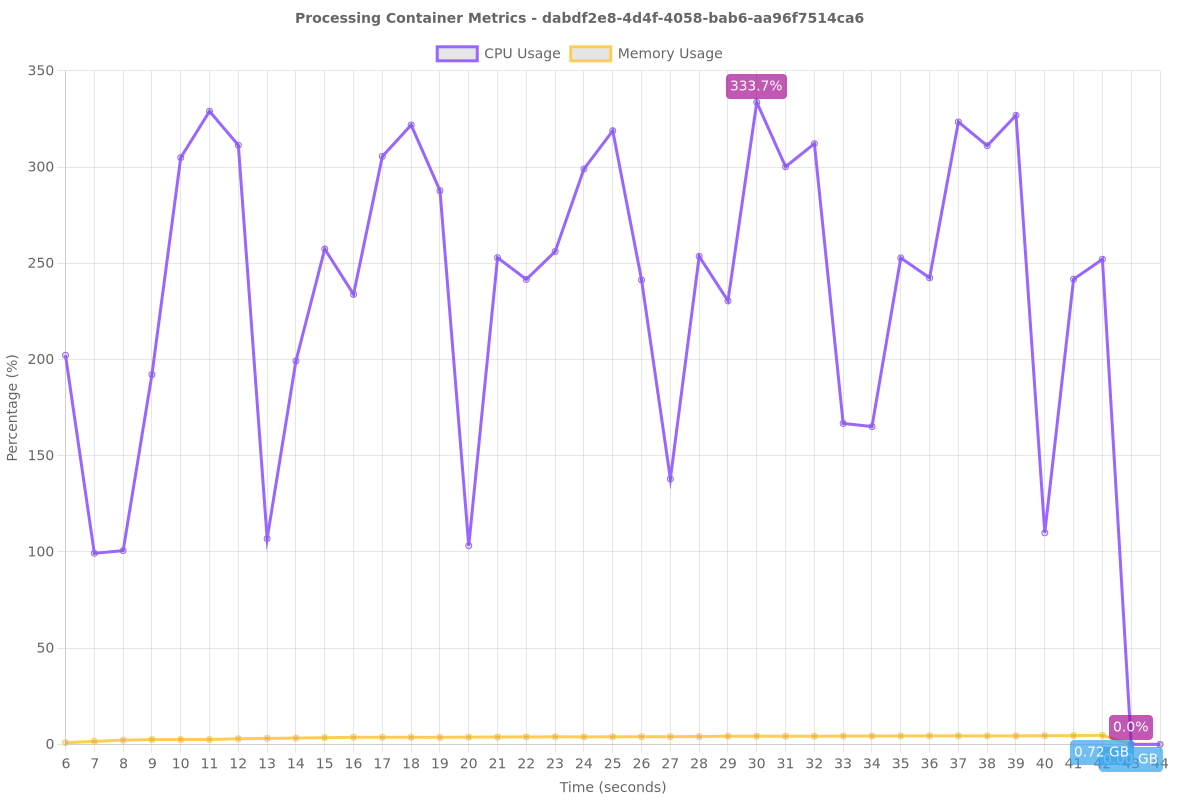 Processing Container Metrics - dabdf2e8-4d4f-4058-bab6-aa96f7514ca6
CPU Usage Memory Usage
350
333.7%
300
250
200
150
100
50
0
Percentage (%)
0.0%
0.72 GB
GB
6 7 8 9 10 11 12 13 14 15 16 17 18 19 20 21 22 23 24 25 26 27 28 29 30 31 32 33 34 35 36 37 38 39 40 41 42 43 44
Time (seconds)